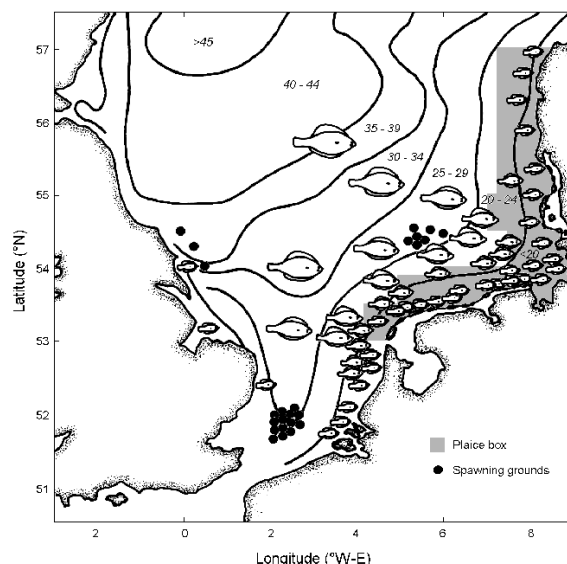 57
56
55
54
53
52
51
Latitude (°N)
>45
40 - 44
35 - 39
30 - 34
25 - 29
20 - 24
<20
Plaice box
Spawning grounds
2 0 2 4 6 8
Longitude (°W-E)